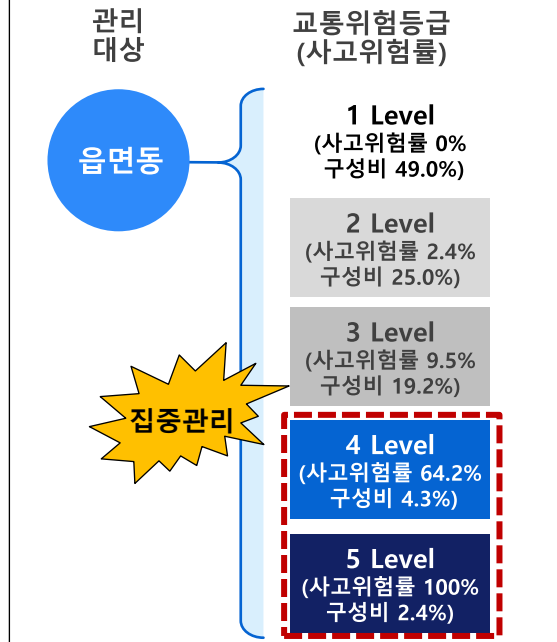 관리
대상
교통위험등급
(사고위험률)
읍면동
1 Level
(사고위험률 0%
구성비 49.0%)
2 Level
(사고위험률 2.4%
구성비 25.0%)
3 Level
(사고위험률 9.5%
구성비 19.2%)
집중관리
4 Level
(사고위험률 64.2%
구성비 4.3%)
5 Level
(사고위험률 100%
구성비 2.4%)